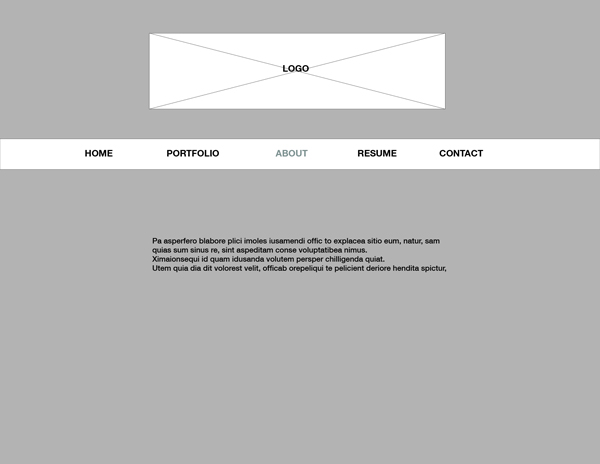 LOGO
HOME PORTFOLIO ABOUT RESUME CONTACT
Pa asperfero blabore plici imoles iusamendi offic to explacea sitio eum, natur, sam
quias sum sinus re, sint aspeditam conse voluptatibea nimus.
Ximaionsequi id quam idusanda volutem persper chilligenda quiat.
Utem quia dia dit volorest velit, officab orepeliqui te pelicient deriore hendita spictur,